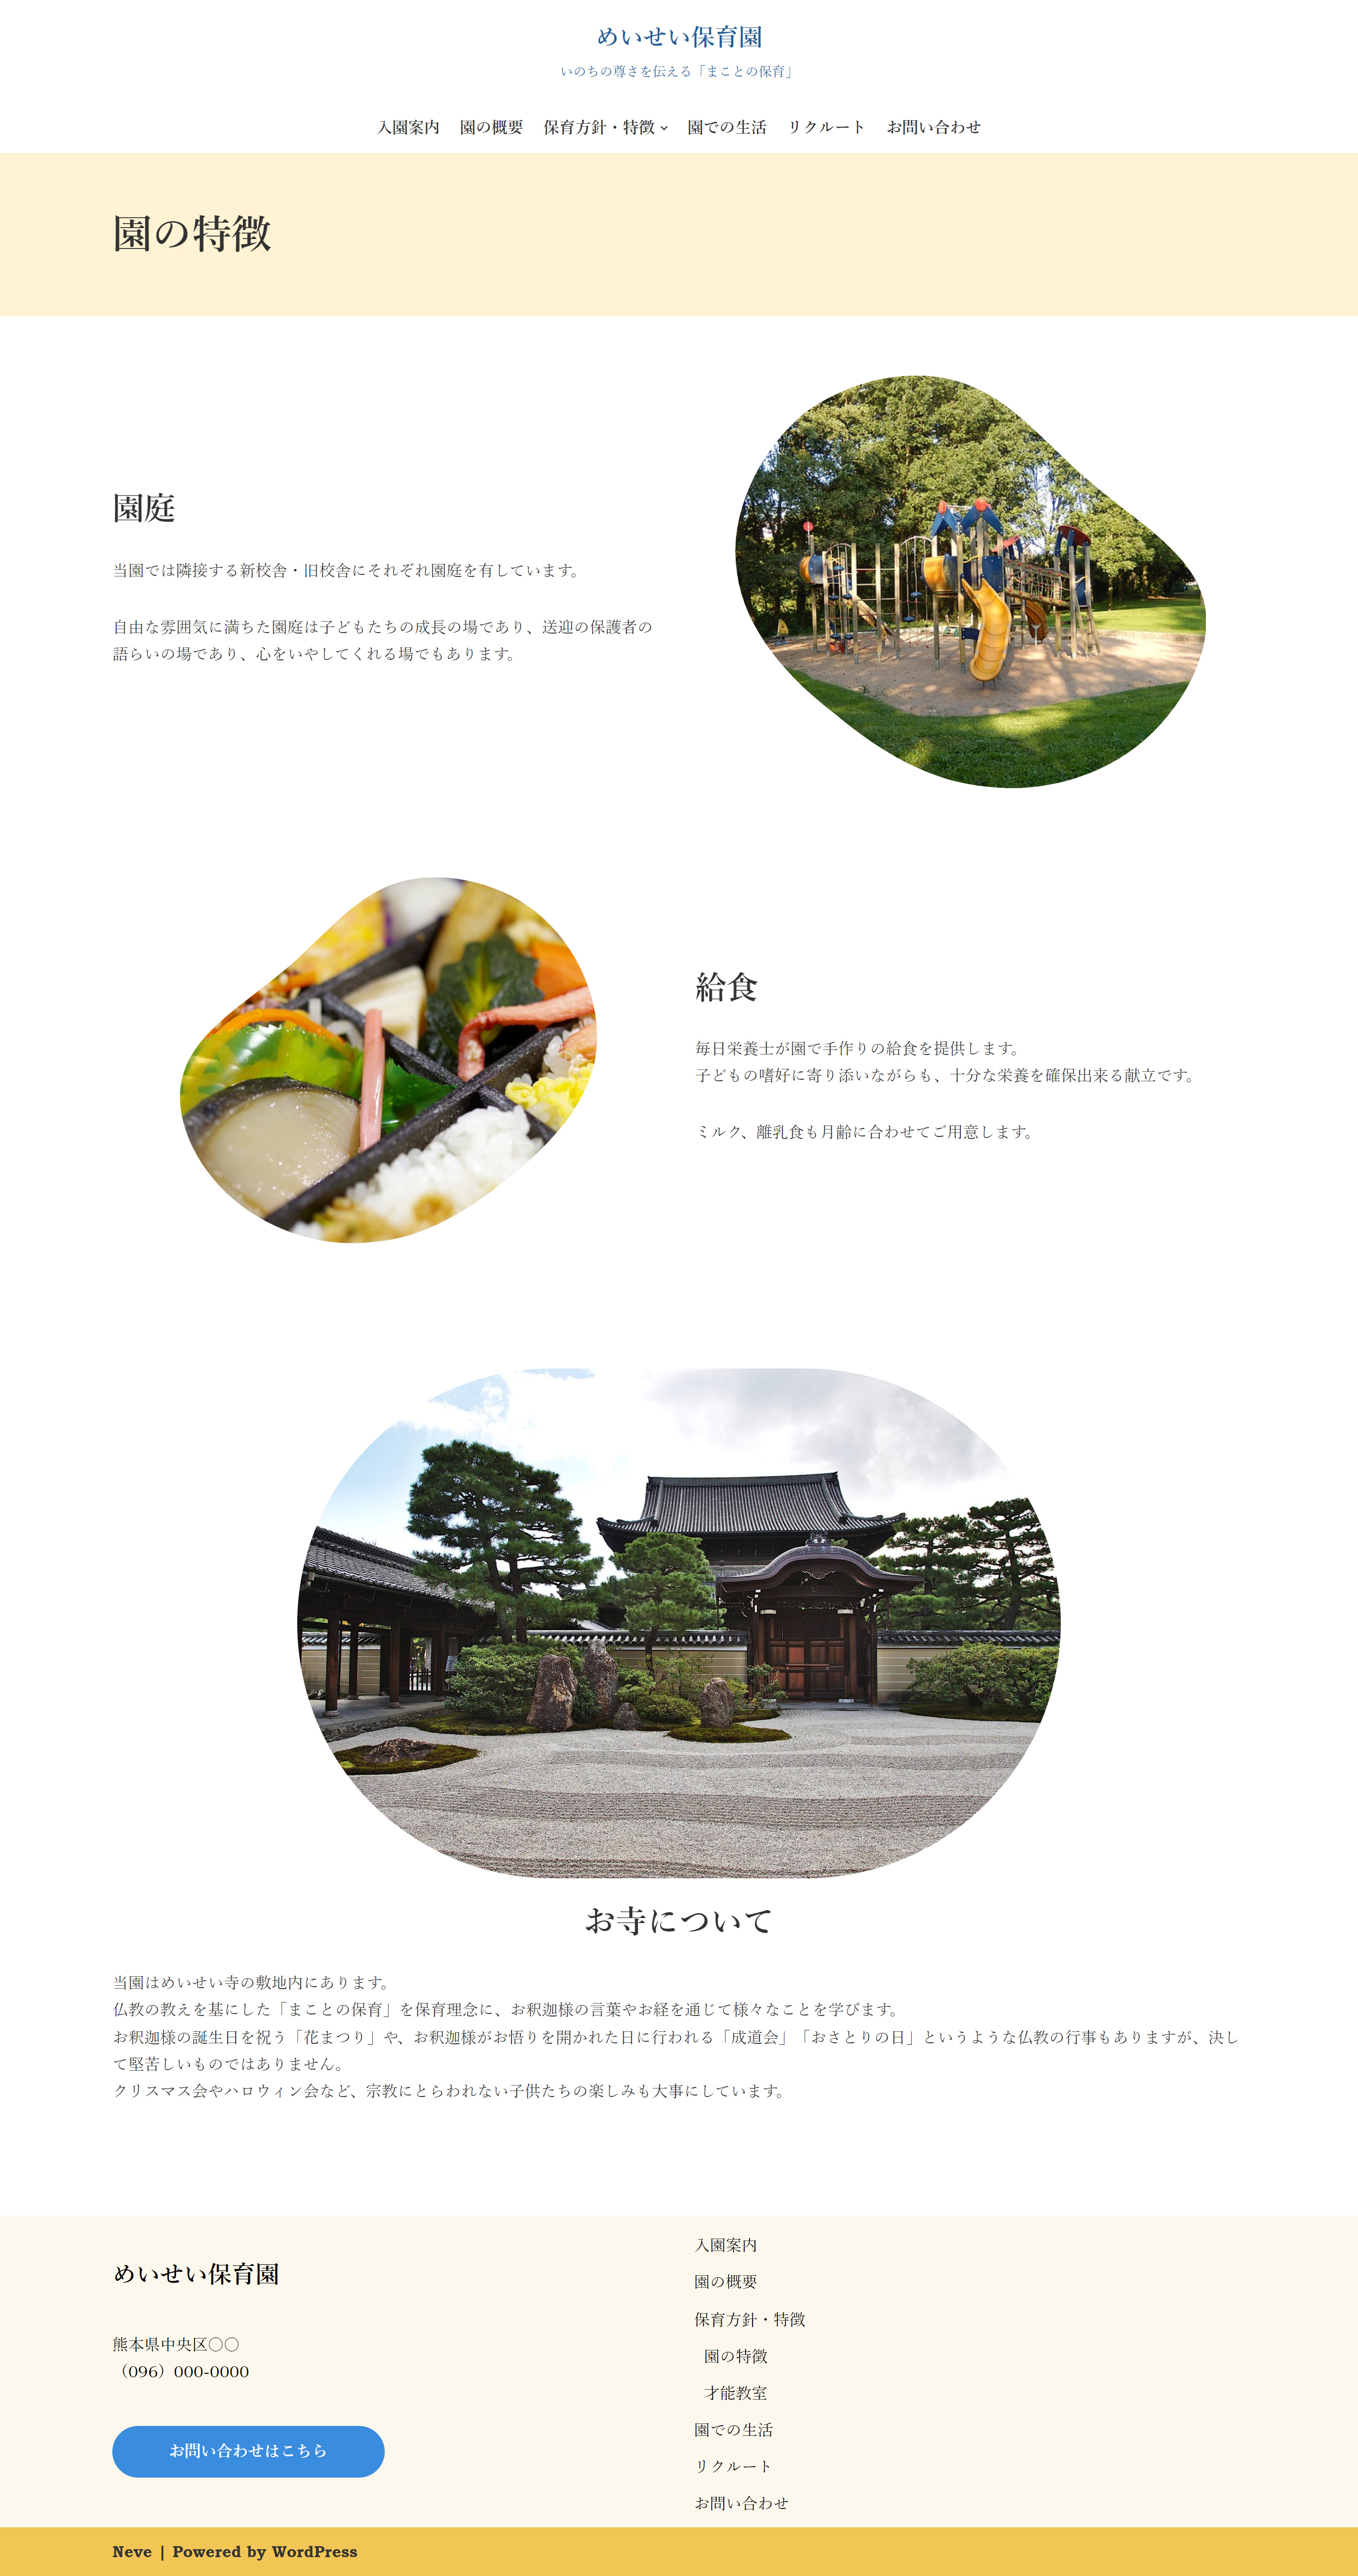 めいせい保育園
いのちの尊さを伝える「まことの保育」
入園案内 園の概要 保育方針・特徴 園での生活 リクルート お問い合わせ
園の特徴
園庭
当園では隣接する新校舎・旧校舎にそれぞれ園庭を有しています。
自由な雰囲気に満ちた園庭は子どもたちの成長の場であり、送迎の保護者の
語らいの場であり、心をいやしてくれる場でもあります。
給食
毎日栄養士が園で手作りの給食を提供します。
子どもの嗜好に寄り添いながらも、十分な栄養を確保出来る献立です。
ミルク、離乳食も月齢に合わせてご用意します。
お寺について
当園はめいせい寺の敷地内にあります。
仏教の教えを基にした「まことの保育」を保育理念に、お釈迦様の言葉やお経を通じて様々なことを学びます。
お釈迦様の誕生日を祝う「花まつり」や、お釈迦様がお悟りを開かれた日に行われる「成道会」「おさとりの日」というような仏教の行事もありますが、決し
て堅苦しいものではありません。
クリスマス会やハロウィン会など、宗教にとらわれない子供たちの楽しみも大事にしています。
めいせい保育園
熊本県中央区〇〇
（096）000-0000
お問い合わせはこちら
入園案内
園の概要
保育方針・特徴
園の特徴
才能教室
園での生活
リクルート
お問い合わせ
Neve | Powered by WordPress